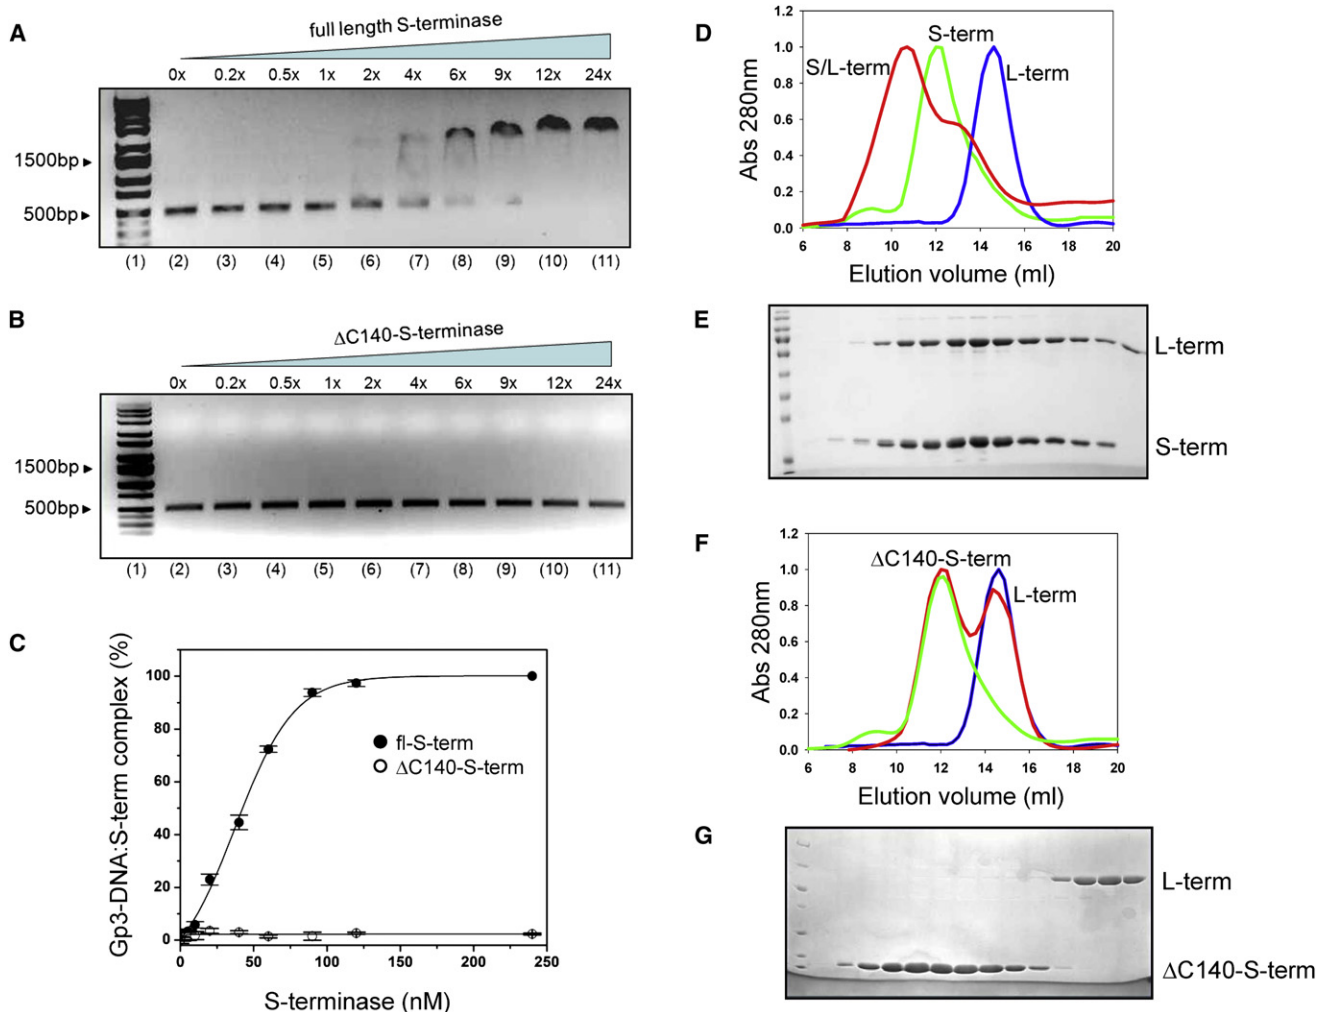 A
full length S-terminase
0x 0.2x 0.5x 1x 2x 4x 6x 9x 12x 24x
1500bp
500bp
(1) (2) (3) (4) (5) (6) (7) (8) (9) (10) (11)
B
ΔC140-S-terminase
0x 0.2x 0.5x 1x 2x 4x 6x 9x 12x 24x
1500bp
500bp
(1) (2) (3) (4) (5) (6) (7) (8) (9) (10) (11)
C
Gp3-DNA:S-term complex (%)
100
80
60
40
20
0
fl-S-term
ΔC140-S-term
0 50 100 150 200 250
S-terminase (nM)
D
1.2
1.0
0.8
0.6
0.4
0.2
0.0
Abs 280nm
S-term
S/L-term
L-term
6 8 10 12 14 16 18 20
Elution volume (ml)
E
L-term
S-term
F
1.2
1.0
0.8
0.6
0.4
0.2
0.0
Abs 280nm
ΔC140-S-term
L-term
6 8 10 12 14 16 18 20
Elution volume (ml)
G
L-term
ΔC140-S-term